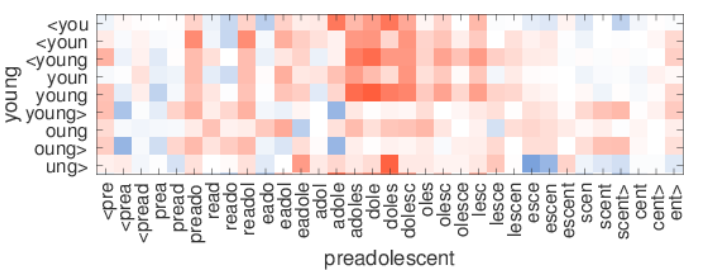 <you
<youn
<young
youn
young
young>
oung
oung>
ung>
young
<pre
<prea
<pread
prea
pread
preado
read
reado
readol
eado
eadol
eadole
adol
adole
adoles
dole
doles
dolesc
oles
olesc
olesce
lesc
lesce
lescen
esce
escen
escent
scen
scent
scent>
cent
cent>
ent>
preadolescent